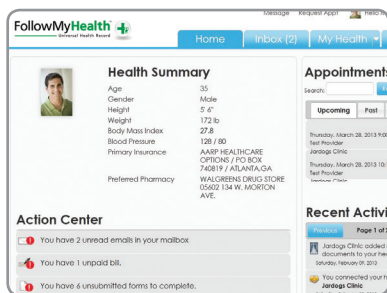 Message Request Appt
FollowMyHealth
Universal Health Record
Home Inbox (2) My Health
Health Summary
Age 35
Gender Male
Height 5' 6"
Weight 172 lb
Body Mass Index 27.8
Blood Pressure 128 / 80
Primary Insurance AARP HEALTHCARE
OPTIONS / PO BOX
740819 / ATLANTA,GA
Preferred Pharmacy WALGREENS DRUG STORE
05602 134 W. MORTON
AVE.
Action Center
You have 2 unread emails in your mailbox
You have 1 unpaid bill.
You have 6 unsubmitted forms to complete.
Appointments
Search:
Upcoming Past
Thursday, March 28, 2013 9:0
Test Provider
Jardogs Clinic
Thursday, March 28, 2013 10:
Test Provider
Jardogs Clinic
Recent Activi
Previous Page 1 of
Jardogs Clinic added
documents to your he
Saturday, February 09, 2013
You connected your h
Jardogs Clinic